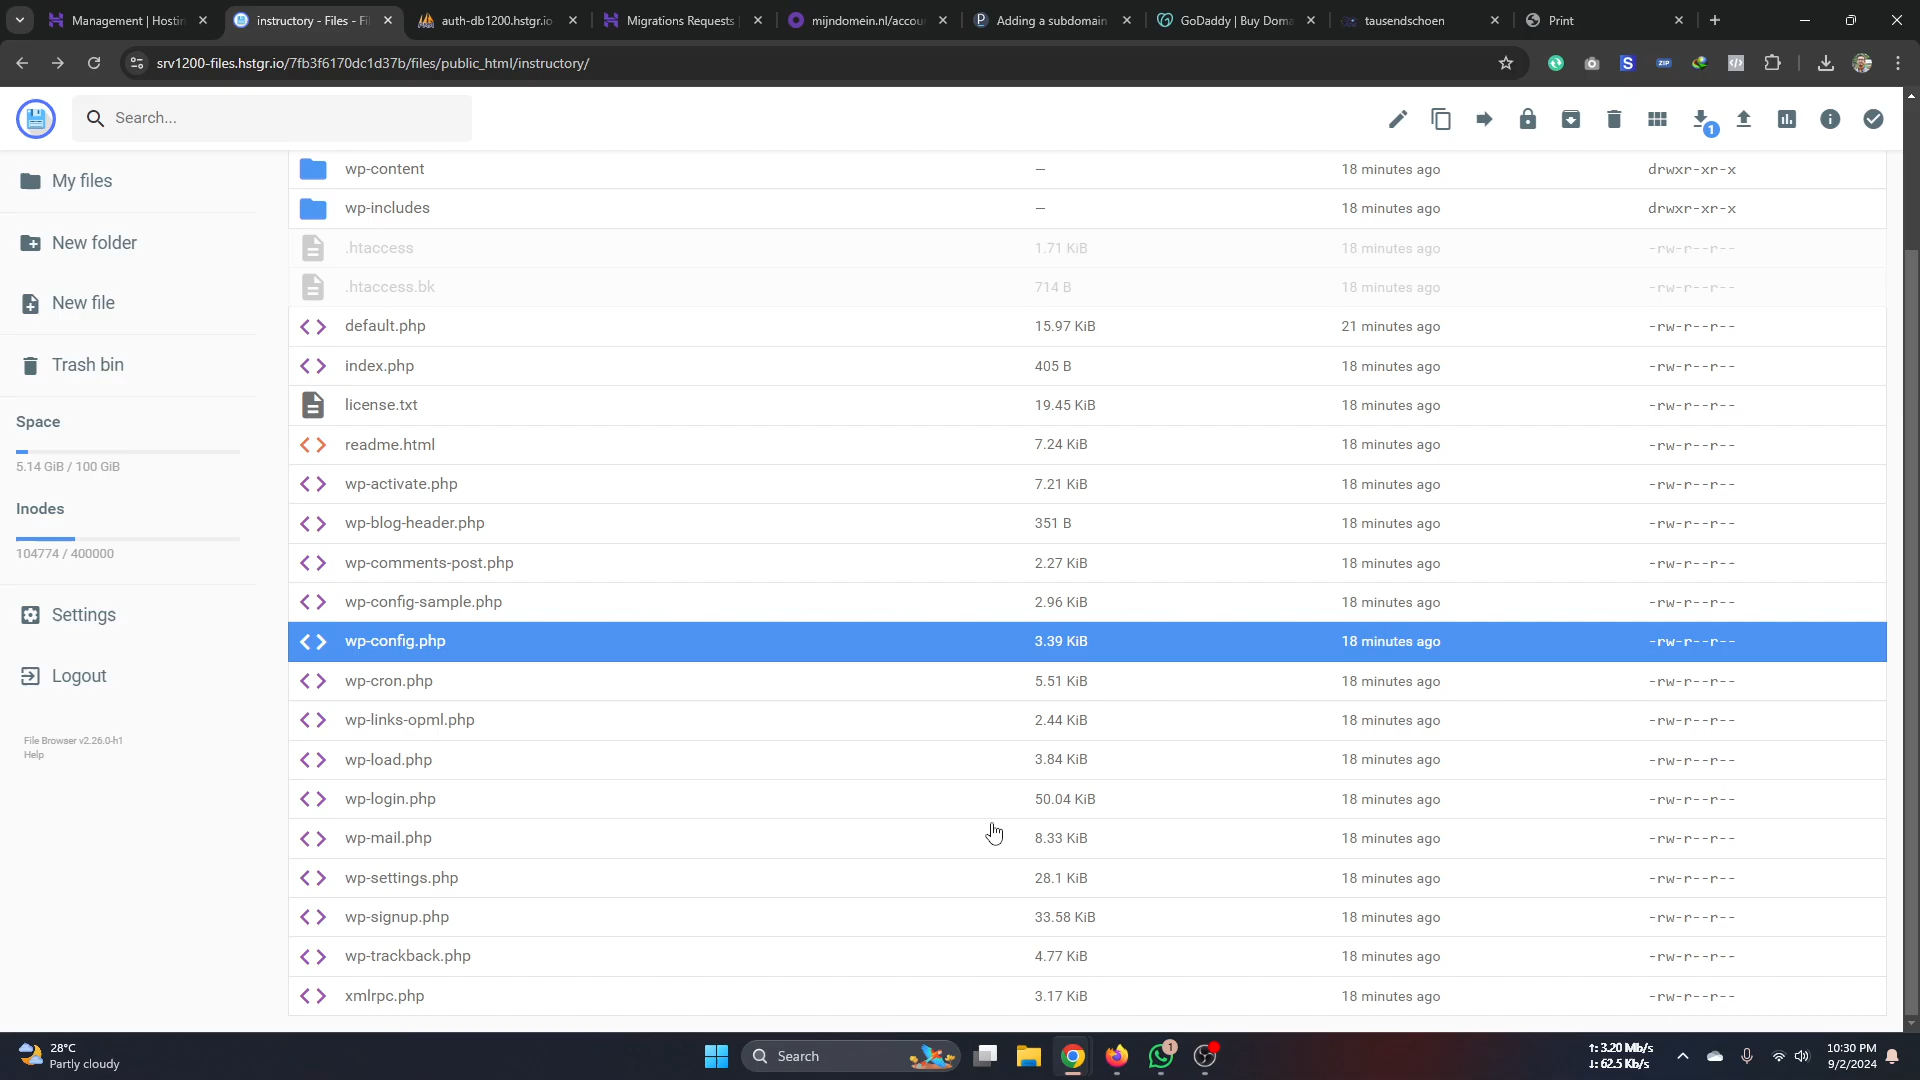 Management | Hostin
instructory - Files - Fi
auth-db1200.hstgr.io
Migrations Requests
mijndomein.nl/accou
Adding a subdomain
GoDaddy | Buy Doma
tausendschoen
Print
srv1200-files.hstgr.io/7fb3f6170dc1d37b/files/public_html/instructory/
Search...
1
My files
New folder
New file
Trash bin
Space
5.14 GiB / 100 GiB
Inodes
104774 / 400000
Settings
Logout
File Browser v2.26.0-h1
Help
wp-content — 18 minutes ago drwxr-xr-x
wp-includes — 18 minutes ago drwxr-xr-x
.htaccess 1.71 KiB 18 minutes ago -rw-r--r--
.htaccess.bk 714 B 18 minutes ago -rw-r--r--
default.php 15.97 KiB 21 minutes ago -rw-r--r--
index.php 405 B 18 minutes ago -rw-r--r--
license.txt 19.45 KiB 18 minutes ago -rw-r--r--
readme.html 7.24 KiB 18 minutes ago -rw-r--r--
wp-activate.php 7.21 KiB 18 minutes ago -rw-r--r--
wp-blog-header.php 351 B 18 minutes ago -rw-r--r--
wp-comments-post.php 2.27 KiB 18 minutes ago -rw-r--r--
wp-config-sample.php 2.96 KiB 18 minutes ago -rw-r--r--
wp-config.php 3.39 KiB 18 minutes ago -rw-r--r--
wp-cron.php 5.51 KiB 18 minutes ago -rw-r--r--
wp-links-opml.php 2.44 KiB 18 minutes ago -rw-r--r--
wp-load.php 3.84 KiB 18 minutes ago -rw-r--r--
wp-login.php 50.04 KiB 18 minutes ago -rw-r--r--
wp-mail.php 8.33 KiB 18 minutes ago -rw-r--r--
wp-settings.php 28.1 KiB 18 minutes ago -rw-r--r--
wp-signup.php 33.58 KiB 18 minutes ago -rw-r--r--
wp-trackback.php 4.77 KiB 18 minutes ago -rw-r--r--
xmlrpc.php 3.17 KiB 18 minutes ago -rw-r--r--
28°C
Partly cloudy
Search
1
↑: 3.20 Mb/s
↓: 62.5 Kb/s
10:30 PM
9/2/2024